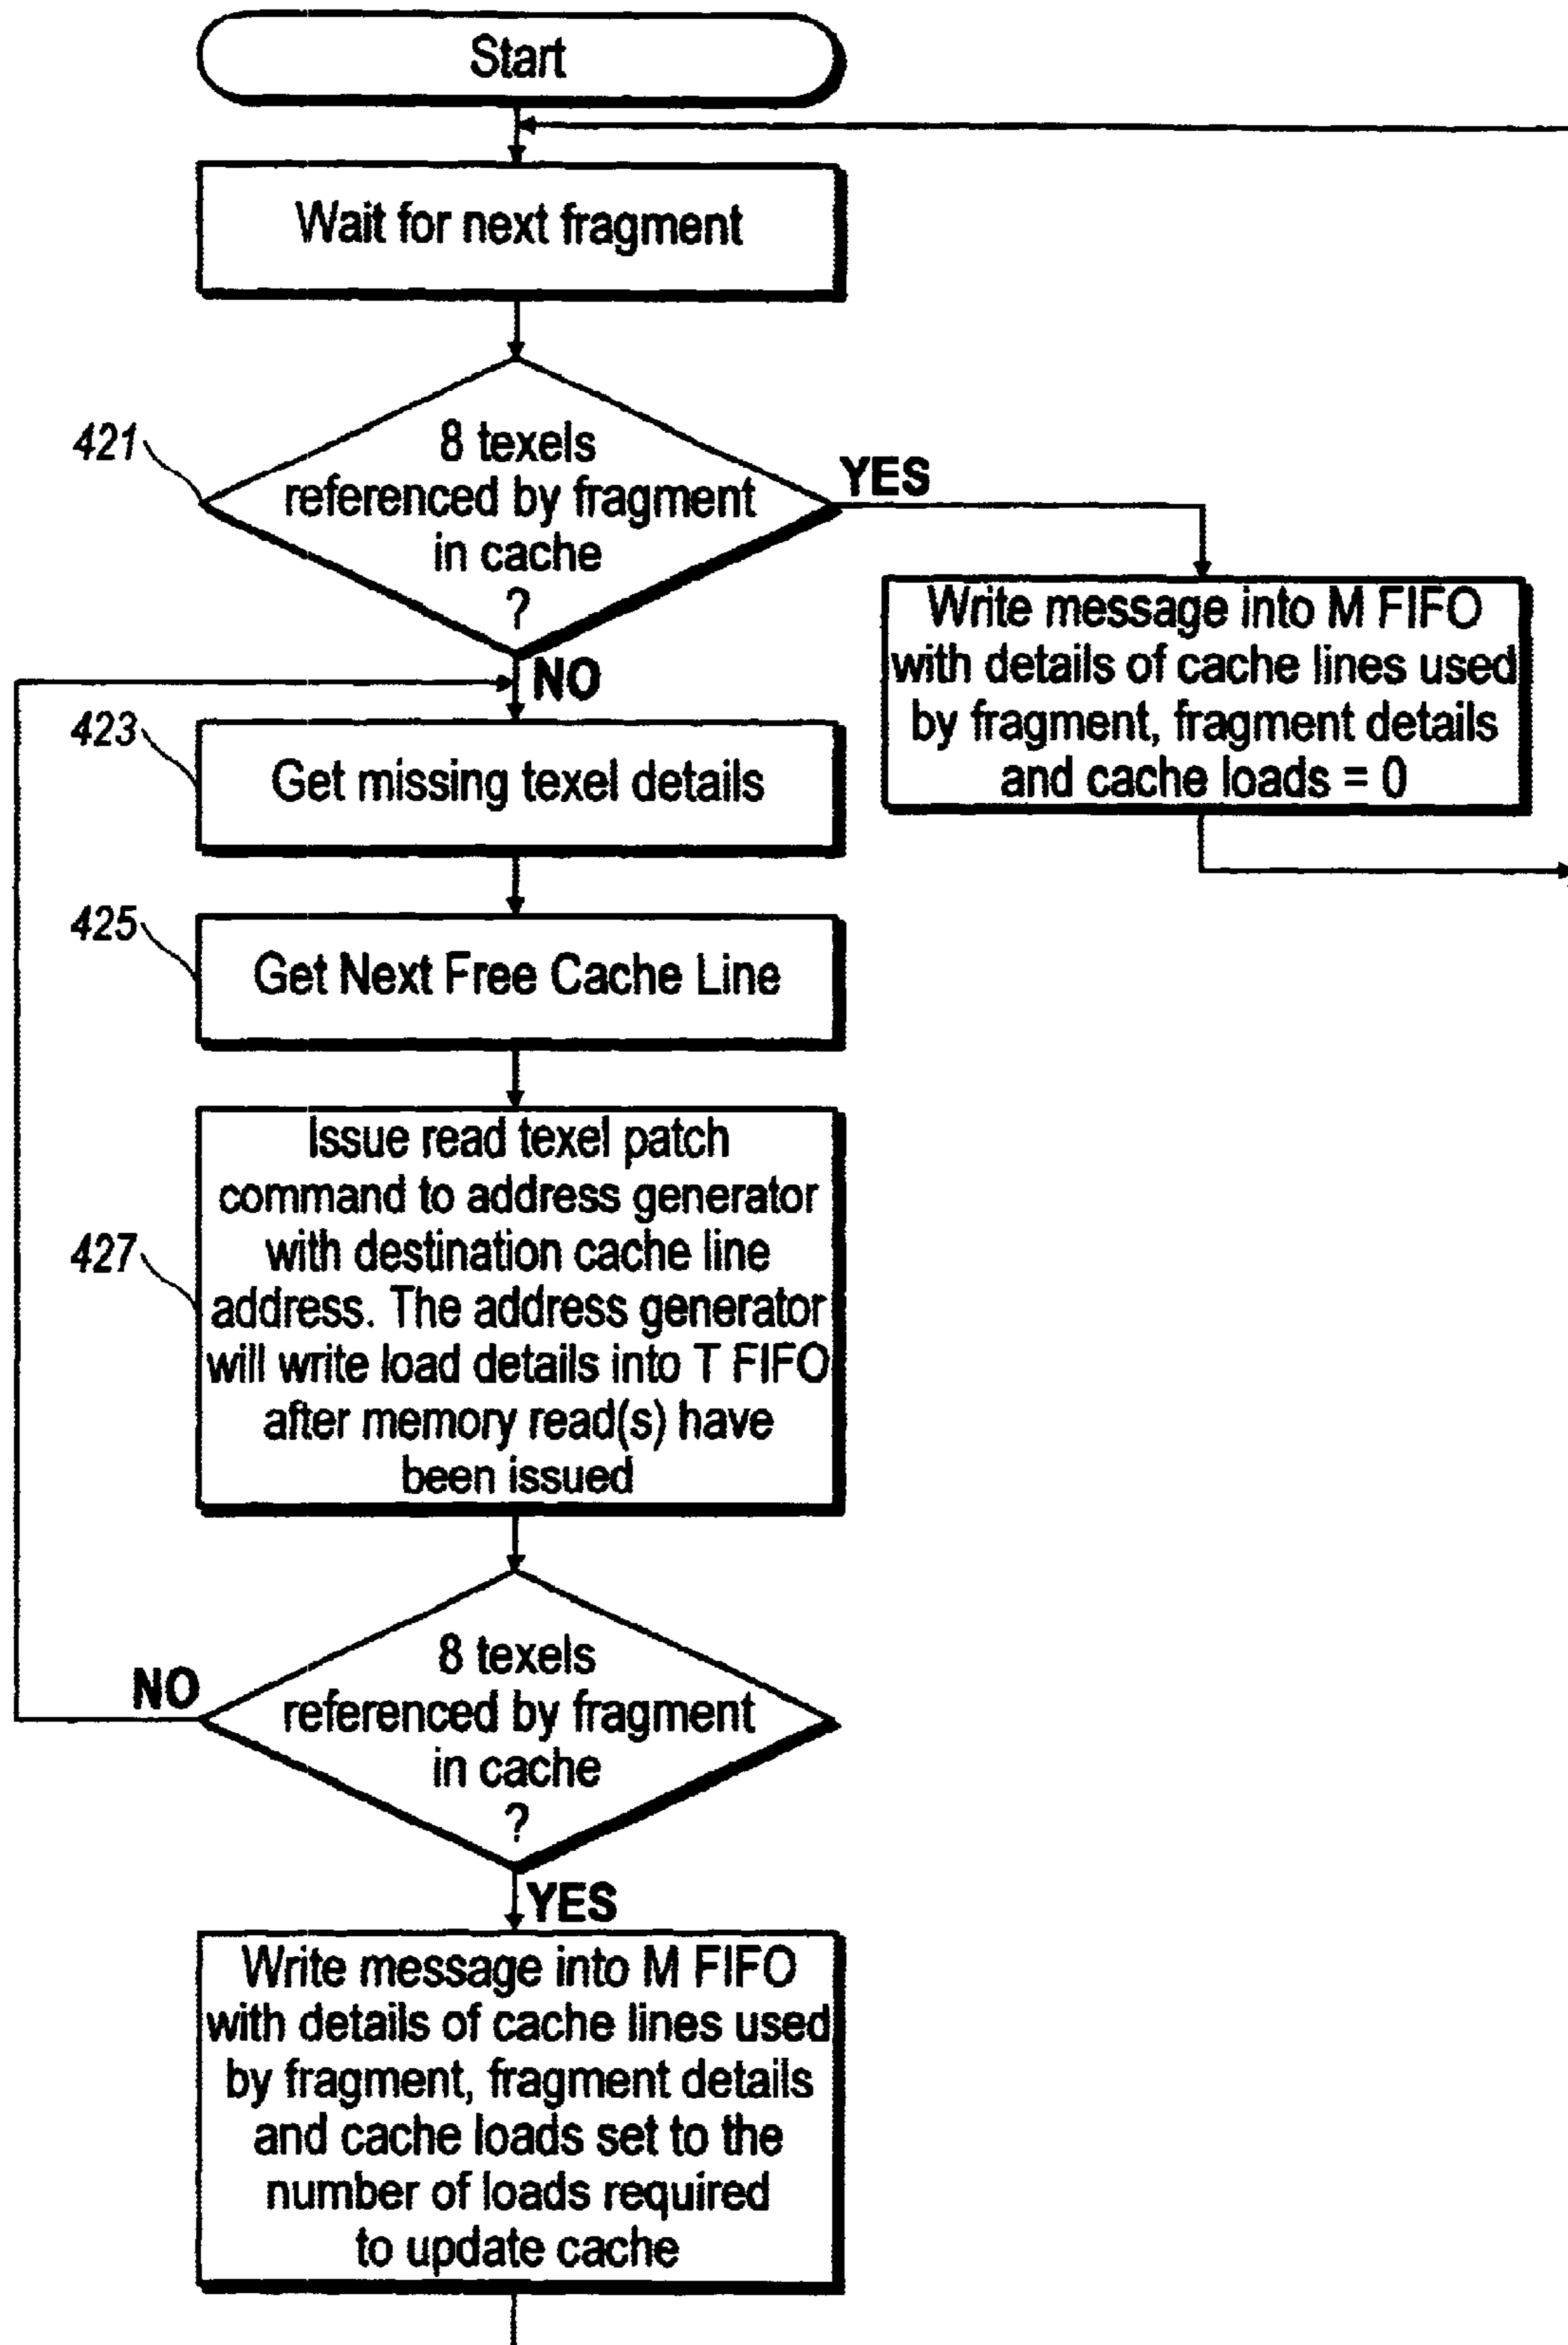 Start
Wait for next fragment
421
8 texels
referenced by fragment
in cache
?
YES
Write message into M FIFO
with details of cache lines used
by fragment, fragment details
and cache loads = 0
NO
423
Get missing texel details
425
Get Next Free Cache Line
427
Issue read texel patch
command to address generator
with destination cache line
address. The address generator
will write load details into T FIFO
after memory read(s) have
been issued
8 texels
referenced by fragment
in cache
?
NO
YES
Write message into M FIFO
with details of cache lines used
by fragment, fragment details
and cache loads set to the
number of loads required
to update cache